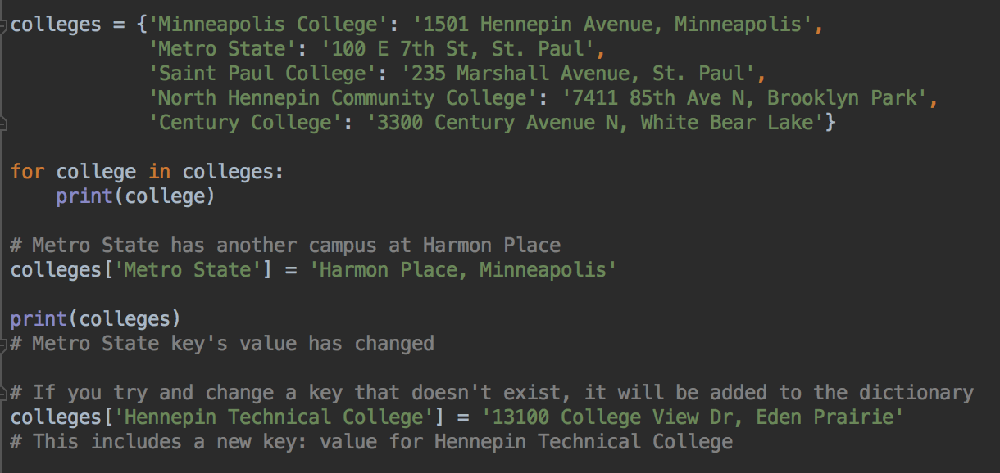 colleges = {'Minneapolis College': '1501 Hennepin Avenue, Minneapolis',
            'Metro State': '100 E 7th St, St. Paul',
            'Saint Paul College': '235 Marshall Avenue, St. Paul',
            'North Hennepin Community College': '7411 85th Ave N, Brooklyn Park',
            'Century College': '3300 Century Avenue N, White Bear Lake'}
for college in colleges:
    print(college)
# Metro State has another campus at Harmon Place
colleges['Metro State'] = 'Harmon Place, Minneapolis'
print(colleges)
# Metro State key's value has changed
# If you try and change a key that doesn't exist, it will be added to the dictionary
colleges['Hennepin Technical College'] = '13100 College View Dr, Eden Prairie'
# This includes a new key: value for Hennepin Technical College